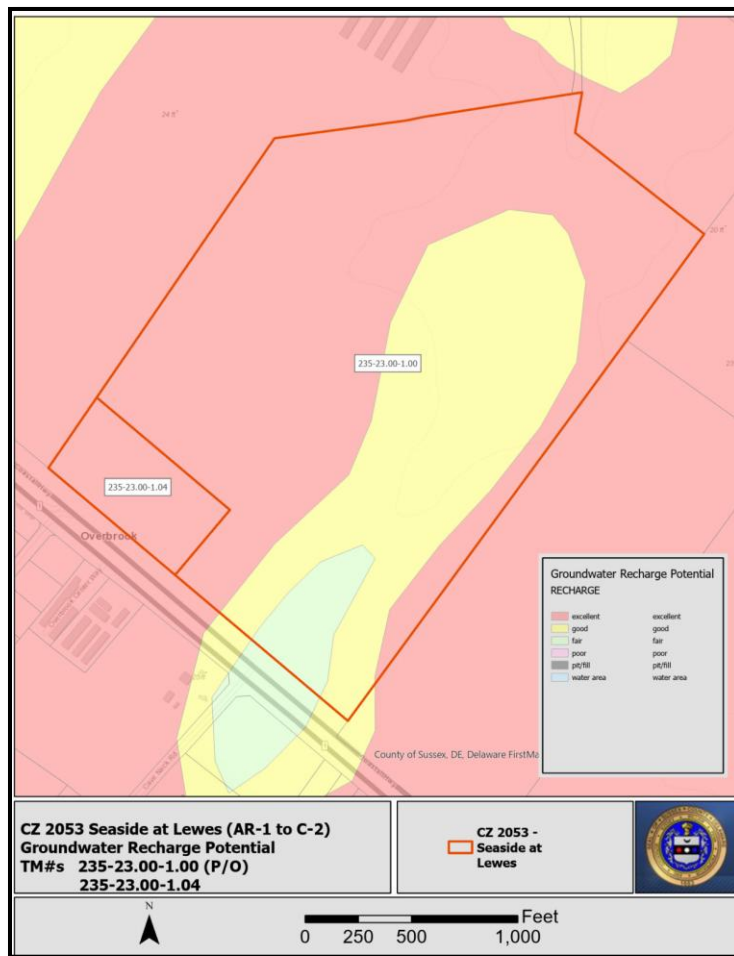 24 ft
20 ft
235-23.00-1.00
235-23.00-1.04
Overbrook
Groundwater Recharge Potential
RECHARGE
excellent excellent
good good
fair fair
poor poor
pit/fill pit/fill
water area water area
Cave Neck Rd
County of Sussex, DE, Delaware FirstMa
CZ 2053 Seaside at Lewes (AR-1 to C-2)
Groundwater Recharge Potential
TM#s 235-23.00-1.00 (P/O)
235-23.00-1.04
CZ 2053 -
Seaside at
Lewes
N
Feet
0 250 500 1,000